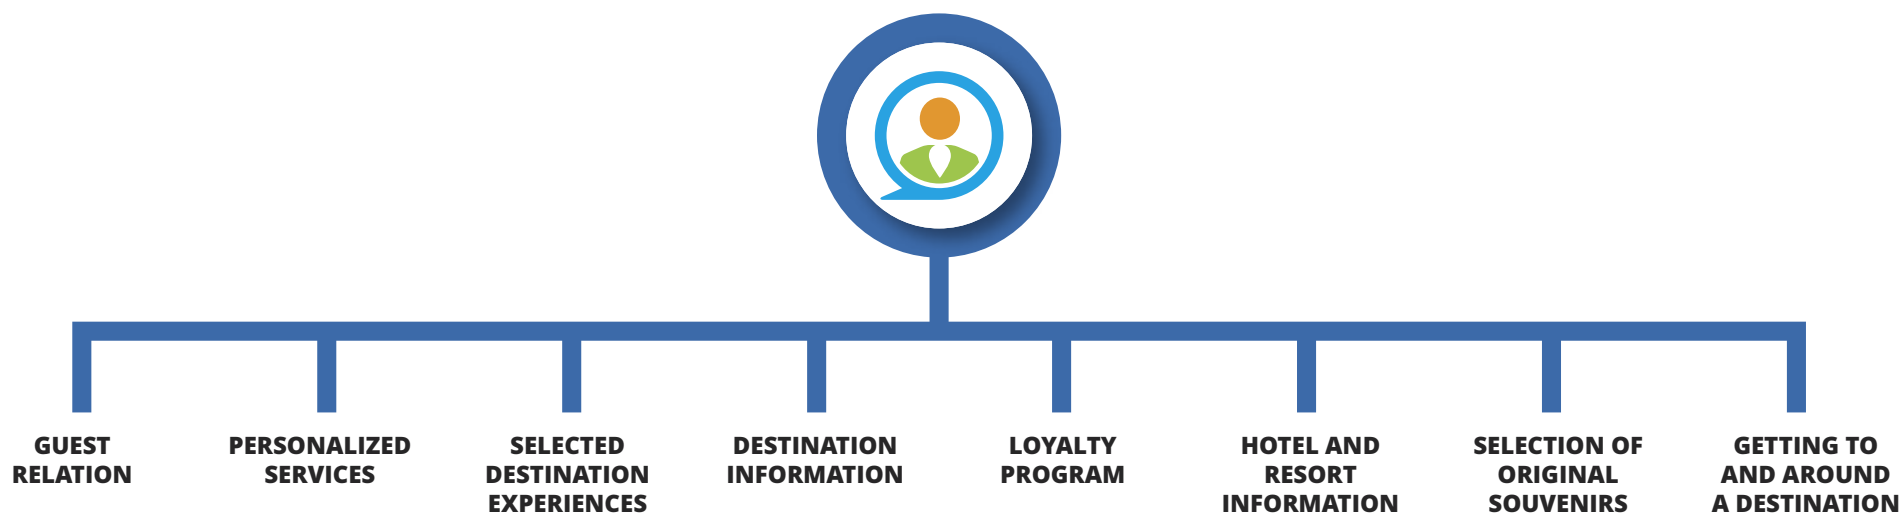 GUEST
RELATION
PERSONALIZED
SERVICES
SELECTED
DESTINATION
EXPERIENCES
DESTINATION
INFORMATION
LOYALTY
PROGRAM
HOTEL AND
RESORT
INFORMATION
SELECTION OF
ORIGINAL
SOUVENIRS
GETTING TO
AND AROUND
A DESTINATION